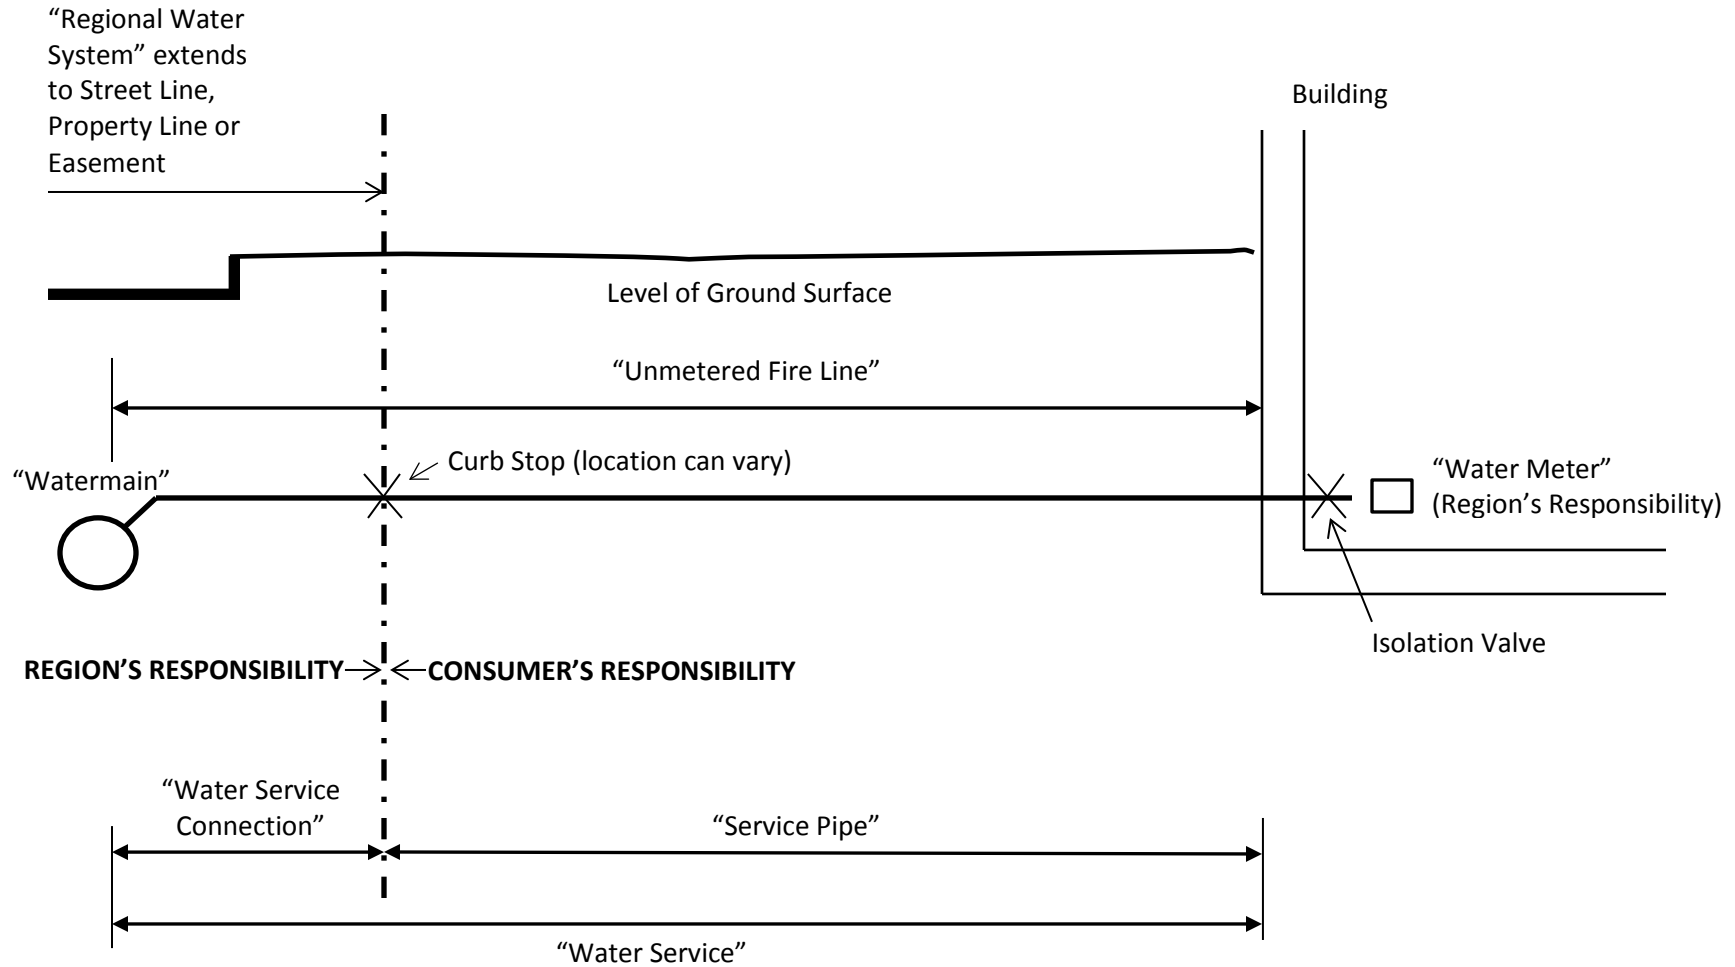 “Regional Water
System” extends
to Street Line,
Property Line or
Easement
Building
Level of Ground Surface
“Unmetered Fire Line”
Curb Stop (location can vary)
“Watermain”
“Water Meter”
(Region’s Responsibility)
Isolation Valve
REGION’S RESPONSIBILITY
CONSUMER’S RESPONSIBILITY
“Water Service
Connection”
“Service Pipe”
“Water Service”